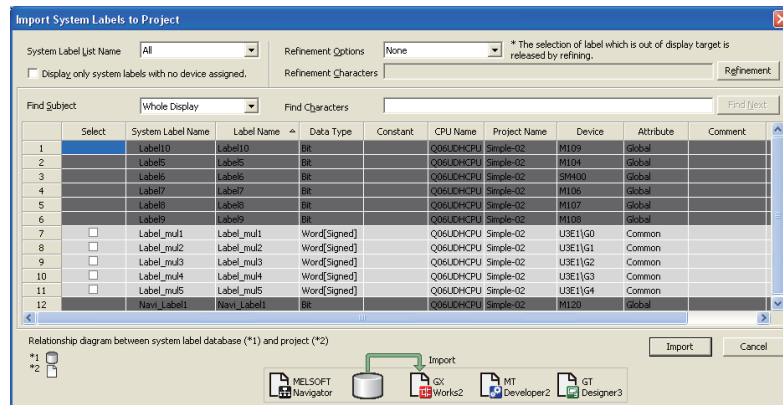 Import System Labels to Project
System Label List Name All Refinement Options None * The selection of label which is out of display target is released by refining.
Display only system labels with no device assigned. Refinement Characters Refinement
Find Subject Whole Display Find Characters Find Next
Select System Label Name Label Name Data Type Constant CPU Name Project Name Device Attribute Comment
1 Label10 Label10 Bit Q06UDHCPU Simple-02 M109 Global
2 Label5 Label5 Bit Q06UDHCPU Simple-02 M104 Global
3 Label6 Label6 Bit Q06UDHCPU Simple-02 SM400 Global
4 Label7 Label7 Bit Q06UDHCPU Simple-02 M106 Global
5 Label8 Label8 Bit Q06UDHCPU Simple-02 M107 Global
6 Label9 Label9 Bit Q06UDHCPU Simple-02 M108 Global
7 Label_mul1 Label_mul1 Word[Signed] Q06UDHCPU Simple-02 U3E1\G0 Common
8 Label_mul2 Label_mul2 Word[Signed] Q06UDHCPU Simple-02 U3E1\G1 Common
9 Label_mul3 Label_mul3 Word[Signed] Q06UDHCPU Simple-02 U3E1\G2 Common
10 Label_mul4 Label_mul4 Word[Signed] Q06UDHCPU Simple-02 U3E1\G3 Common
11 Label_mul5 Label_mul5 Word[Signed] Q06UDHCPU Simple-02 U3E1\G4 Common
12 Navi_Label1 Navi_Label1 Bit Q06UDHCPU Simple-02 M120 Global
Relationship diagram between system label database (*1) and project (*2) Import Cancel
*1
*2
Import
MELSOFT Navigator
GX Works2
MT Developer2
GT Designer3